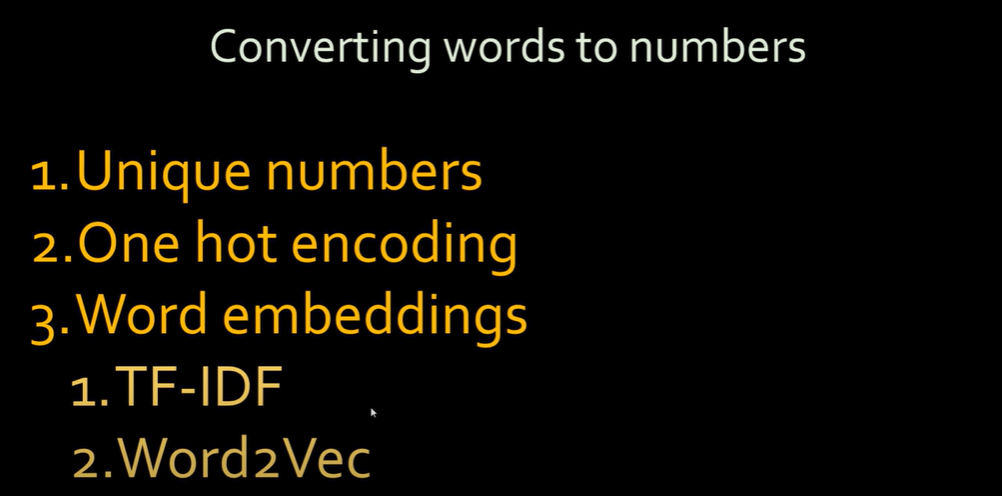 Converting words to numbers
1.Unique numbers
2.One hot encoding
3.Word embeddings
1.TF-IDF
2.Word2Vec